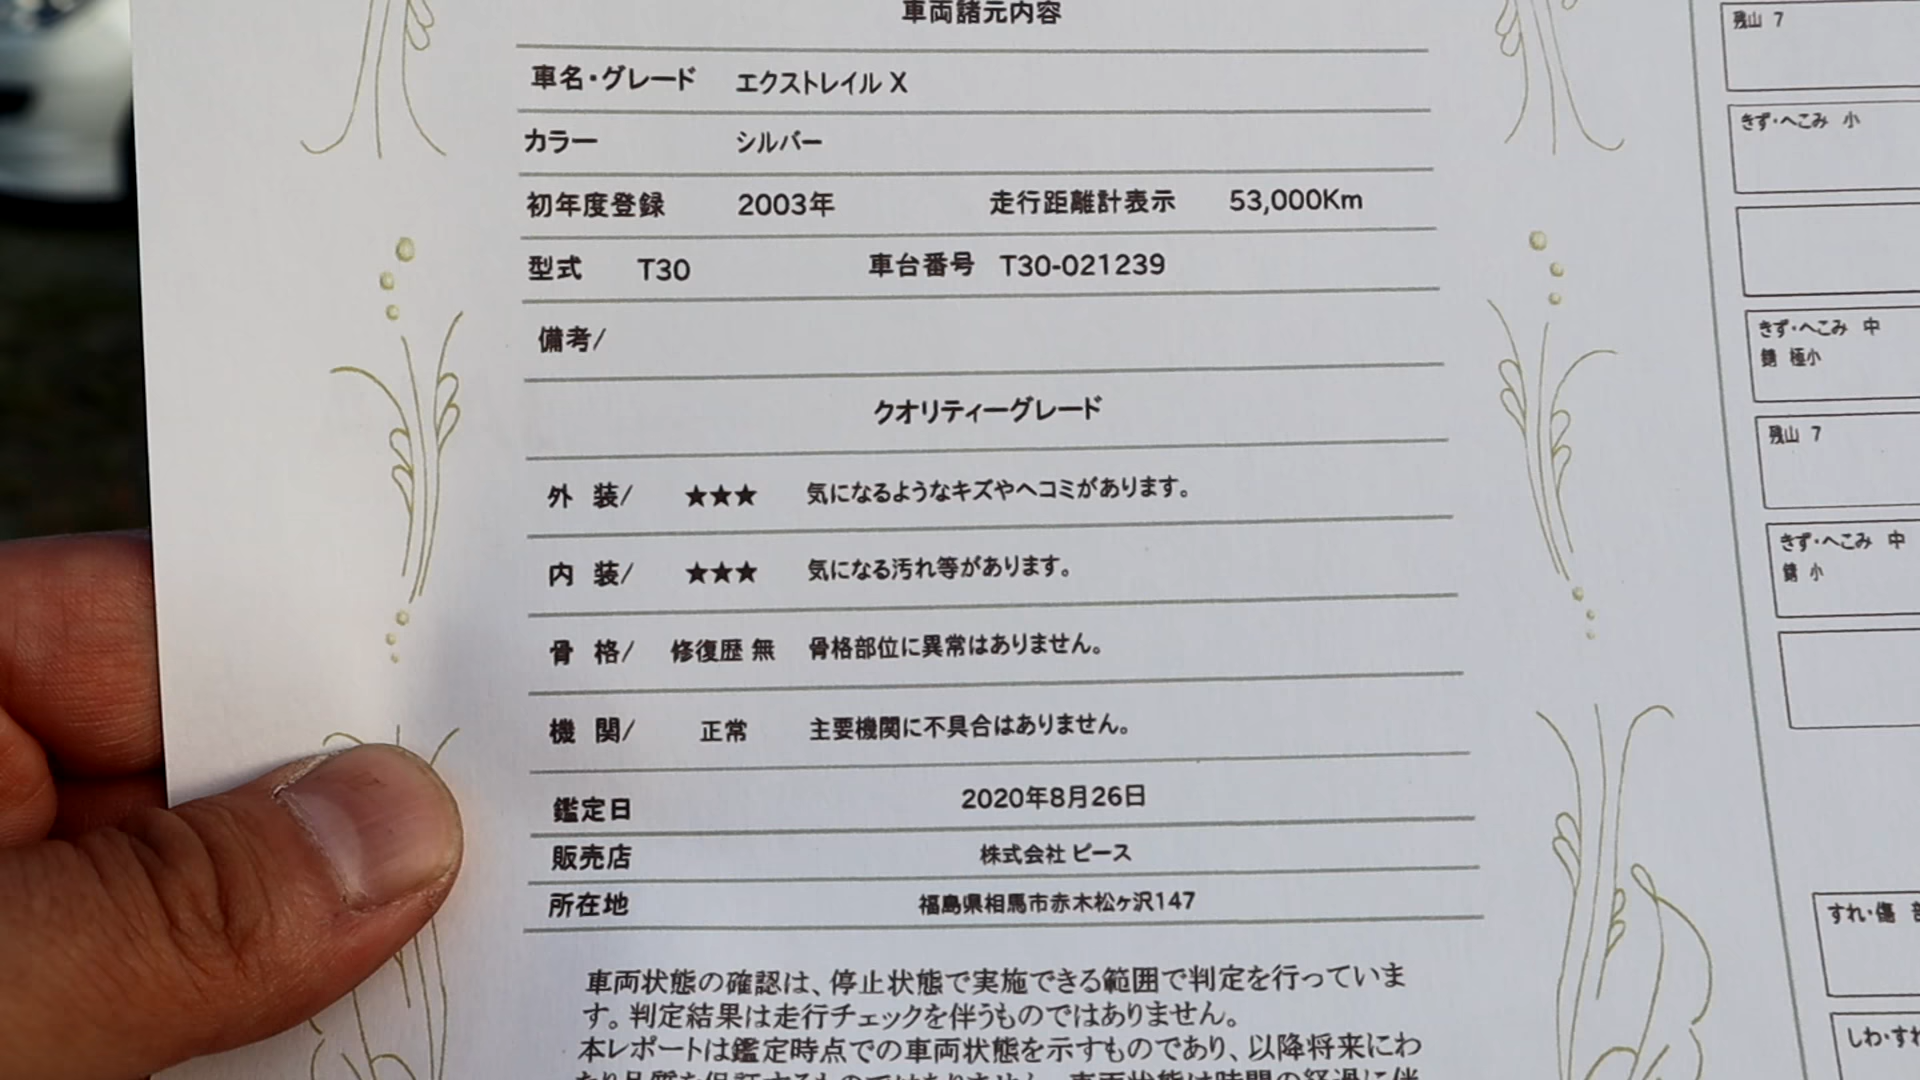 車両諸元内容
車名・グレード エクストレイル X
カラー シルバー
初年度登録 2003年 走行距離計表示 53,000Km
型式 T30 車台番号 T30-021239
備考/
クオリティーグレード
外 装/ ★★★ 気になるようなキズやヘコミがあります。
内 装/ ★★★ 気になる汚れ等があります。
骨 格/ 修復歴 無 骨格部位に異常はありません。
機 関/ 正常 主要機関に不具合はありません。
鑑定日 2020年8月26日
販売店 株式会社 ピース
所在地 福島県相馬市赤木松ヶ沢147
車両状態の確認は、停止状態で実施できる範囲で判定を行っていま
す。判定結果は走行チェックを伴うものではありません。
本レポートは鑑定時点での車両状態を示すものであり、以降将来にわ
残山 7
きず・へこみ 小
きず・へこみ 中
錆 極小
残山 7
きず・へこみ 中
錆 小
すれ・傷
しわ・すれ